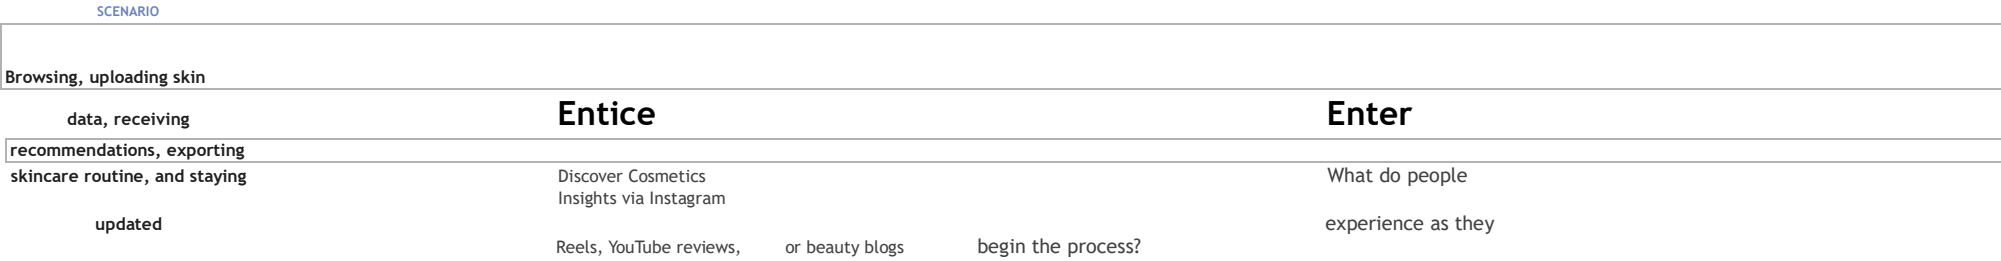 SCENARIO
Browsing, uploading skin
data, receiving
Entice
Enter
recommendations, exporting
skincare routine, and staying
Discover Cosmetics
What do people
Insights via Instagram
updated
experience as they
Reels, YouTube reviews, or beauty blogs begin the process?